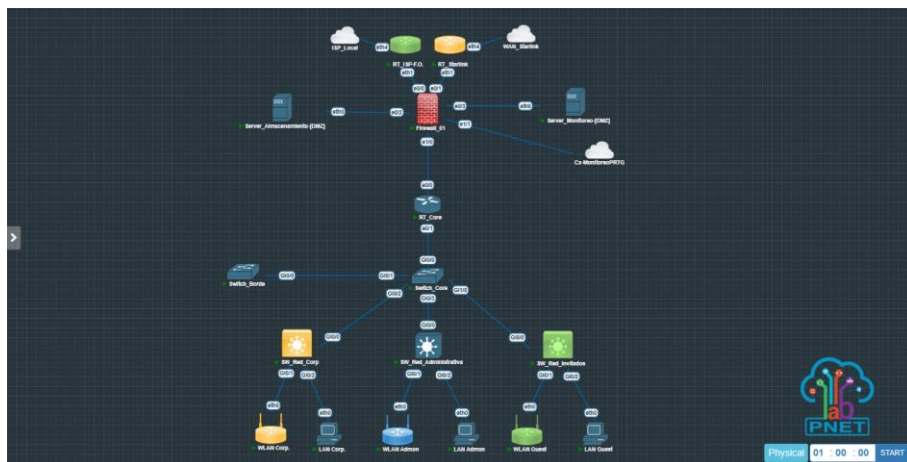 ISP_Local
WAN_Starlink
eth4
eth4
RT_ISP-F.O.
RT_Starlink
eth1
eth1
e0/0
e0/1
Server_Almacenamiento-[DMZ]
eth0
e0/2
Firewall_01
e0/3
eth0
Server_Monitoreo-[DMZ]
e1/1
Cx-MonitoreoPRTG
e1/0
e0/0
RT_Core
e0/1
Gi0/0
Switch_Borde
Gi0/0
Gi0/1
Switch_Core
Gi0/2
Gi0/3
Gi1/0
Gi0/0
Gi0/0
Gi0/0
SW_Red_Corp
SW_Red_Administrativa
SW_Red_Invitados
Gi0/1
Gi0/2
Gi0/1
Gi0/2
Gi0/1
Gi0/2
eth0
eth0
eth0
eth0
eth0
eth0
WLAN Corp.
LAN Corp.
WLAN Admon
LAN Admon
WLAN Guest
LAN Guest
lab
PNET
Physical 01 : 00 : 00 START